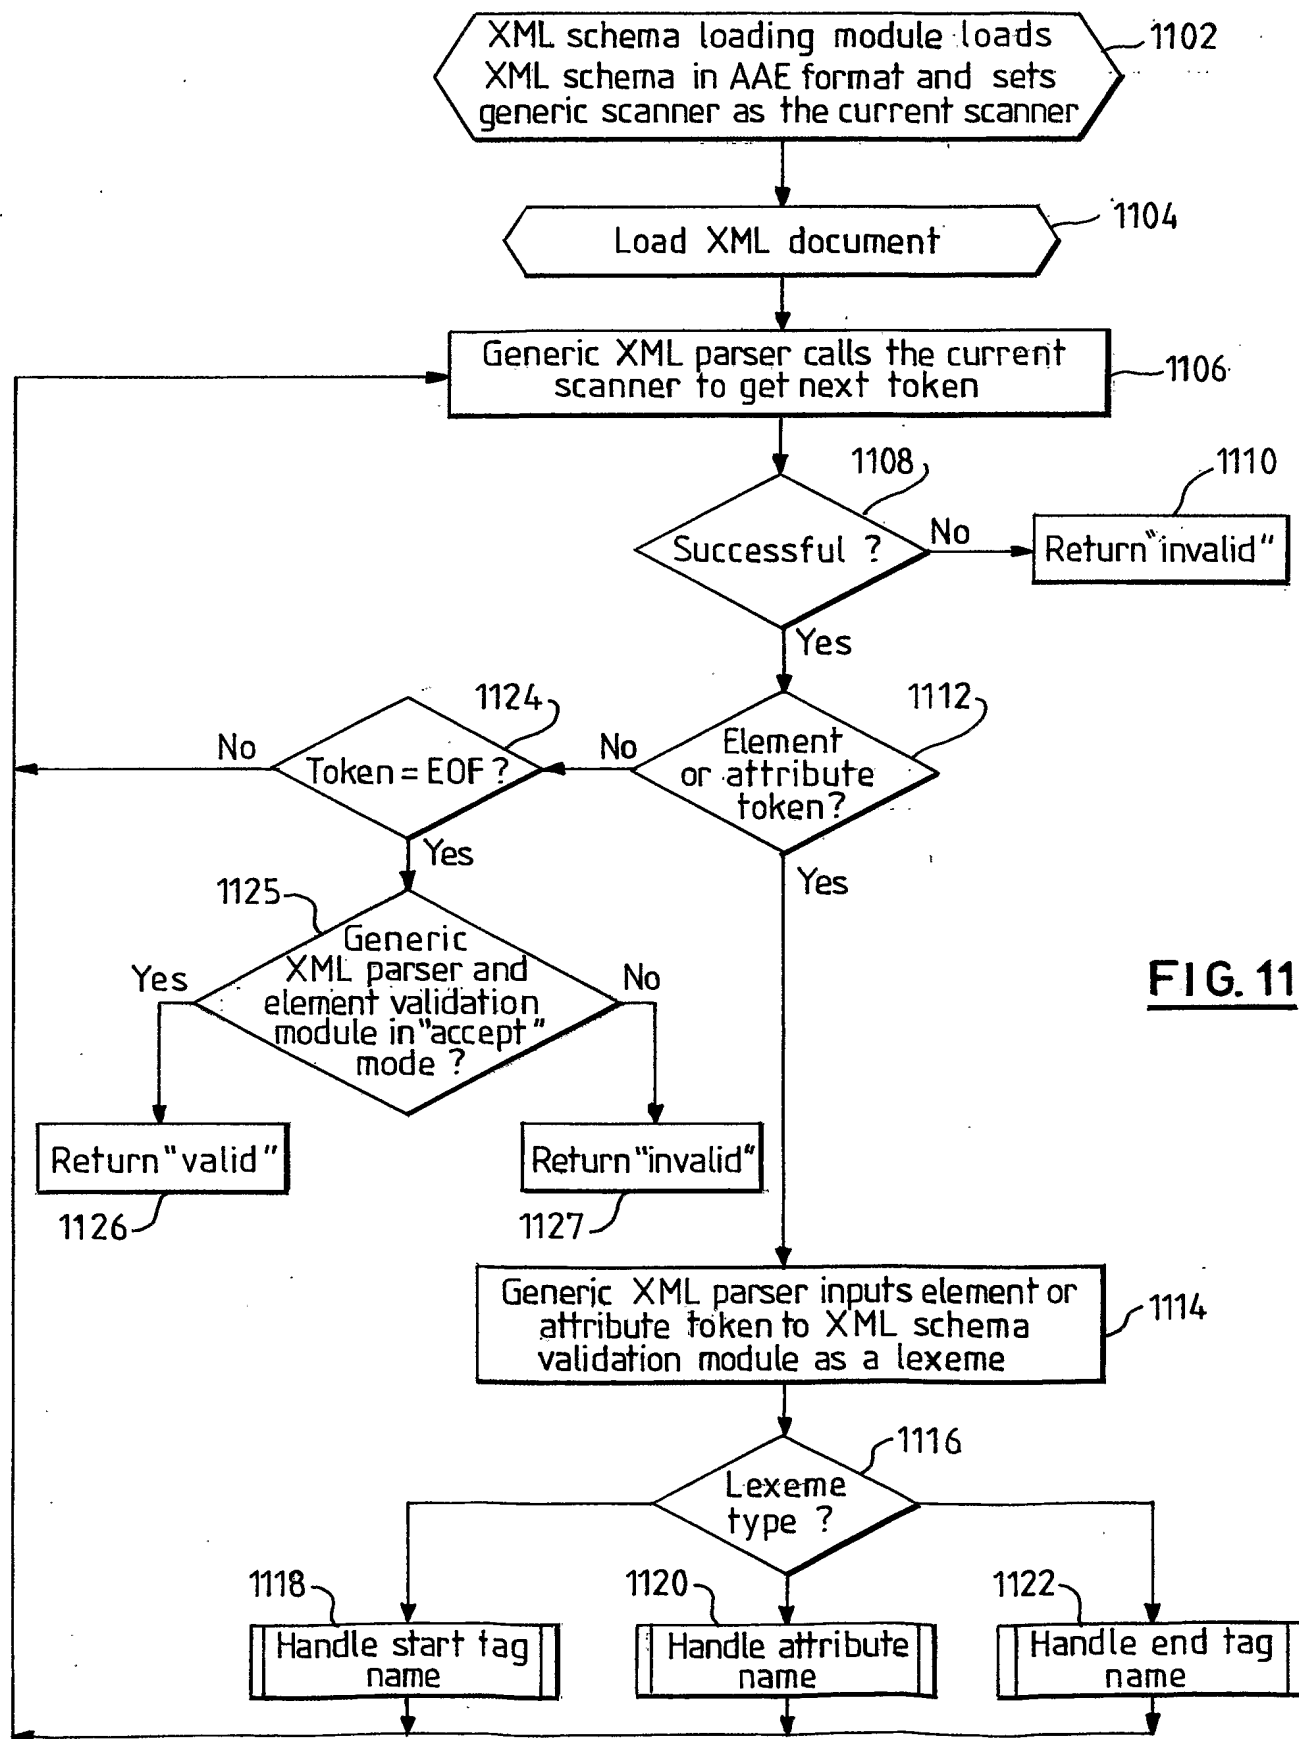 XML schema loading module loads
XML schema in AAE format and sets
generic scanner as the current scanner
1102
Load XML document
1104
Generic XML parser calls the current
scanner to get next token
1106
1108
Successful ?
No
1110
Return "invalid"
Yes
1112
Element
or attribute
token?
No
1124
Token = EOF ?
No
Yes
Yes
1125
Generic
XML parser and
element validation
module in "accept"
mode ?
Yes
No
FIG. 11
Return "valid"
1126
Return "invalid"
1127
Generic XML parser inputs element or
attribute token to XML schema
validation module as a lexeme
1114
1116
Lexeme
type ?
1118
Handle start tag
name
1120
Handle attribute
name
1122
Handle end tag
name